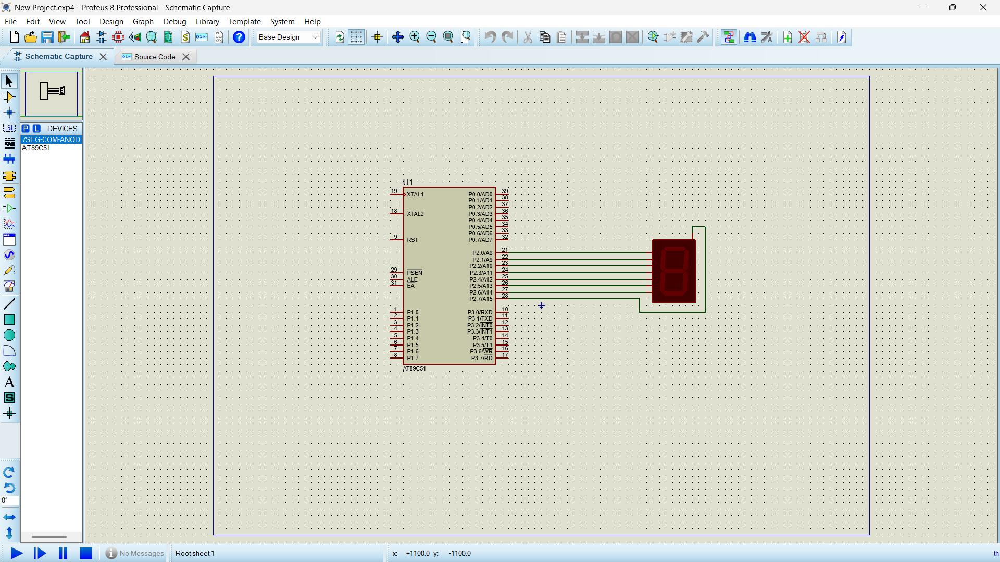 New Project.exp4 - Proteus 8 Professional - Schematic Capture
File Edit View Tool Design Graph Debug Library Template System Help
Base Design
Schematic Capture
Source Code
P L DEVICES
7SEG-COM-ANOD
AT89C51
LBL
A
S
0°
U1
19 XTAL1 P0.0/AD0 39
P0.1/AD1 38
P0.2/AD2 37
18 XTAL2 P0.3/AD3 36
P0.4/AD4 35
P0.5/AD5 34
P0.6/AD6 33
9 RST P0.7/AD7 32
P2.0/A8 21
P2.1/A9 22
P2.2/A10 23
29 PSEN P2.3/A11 24
30 ALE P2.4/A12 25
31 EA P2.5/A13 26
P2.6/A14 27
P2.7/A15 28
1 P1.0 P3.0/RXD 10
2 P1.1 P3.1/TXD 11
3 P1.2 P3.2/INT0 12
4 P1.3 P3.3/INT1 13
5 P1.4 P3.4/T0 14
6 P1.5 P3.5/T1 15
7 P1.6 P3.6/WR 16
8 P1.7 P3.7/RD 17
AT89C51
No Messages
Root sheet 1
x: +1100.0 y: -1100.0
th